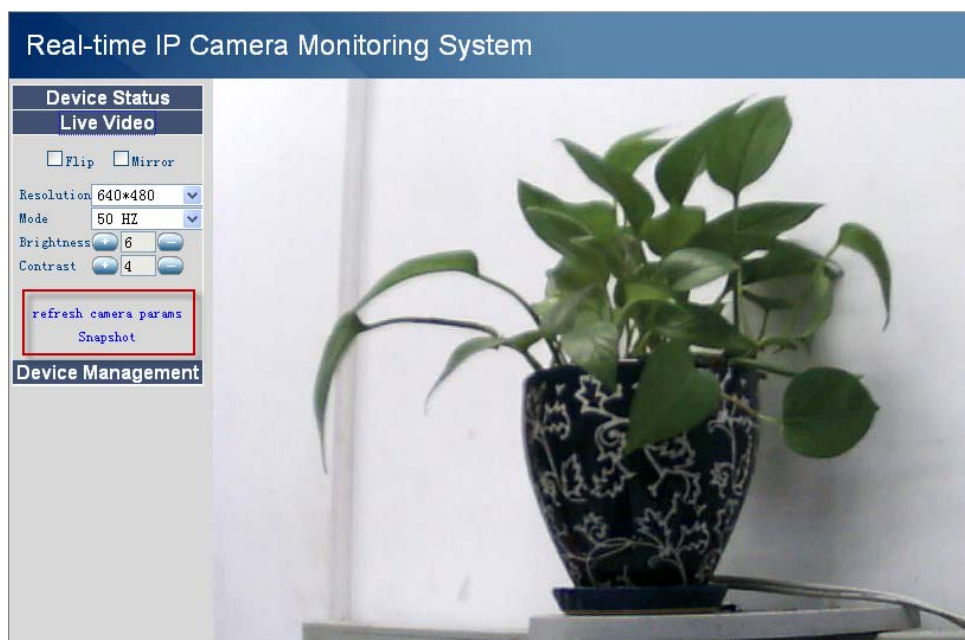 Real-time IP Camera Monitoring System
Device Status
Live Video
Flip Mirror
Resolution 640*480
Mode 50 HZ
Brightness + 6 -
Contrast + 4 -
refresh camera params
Snapshot
Device Management